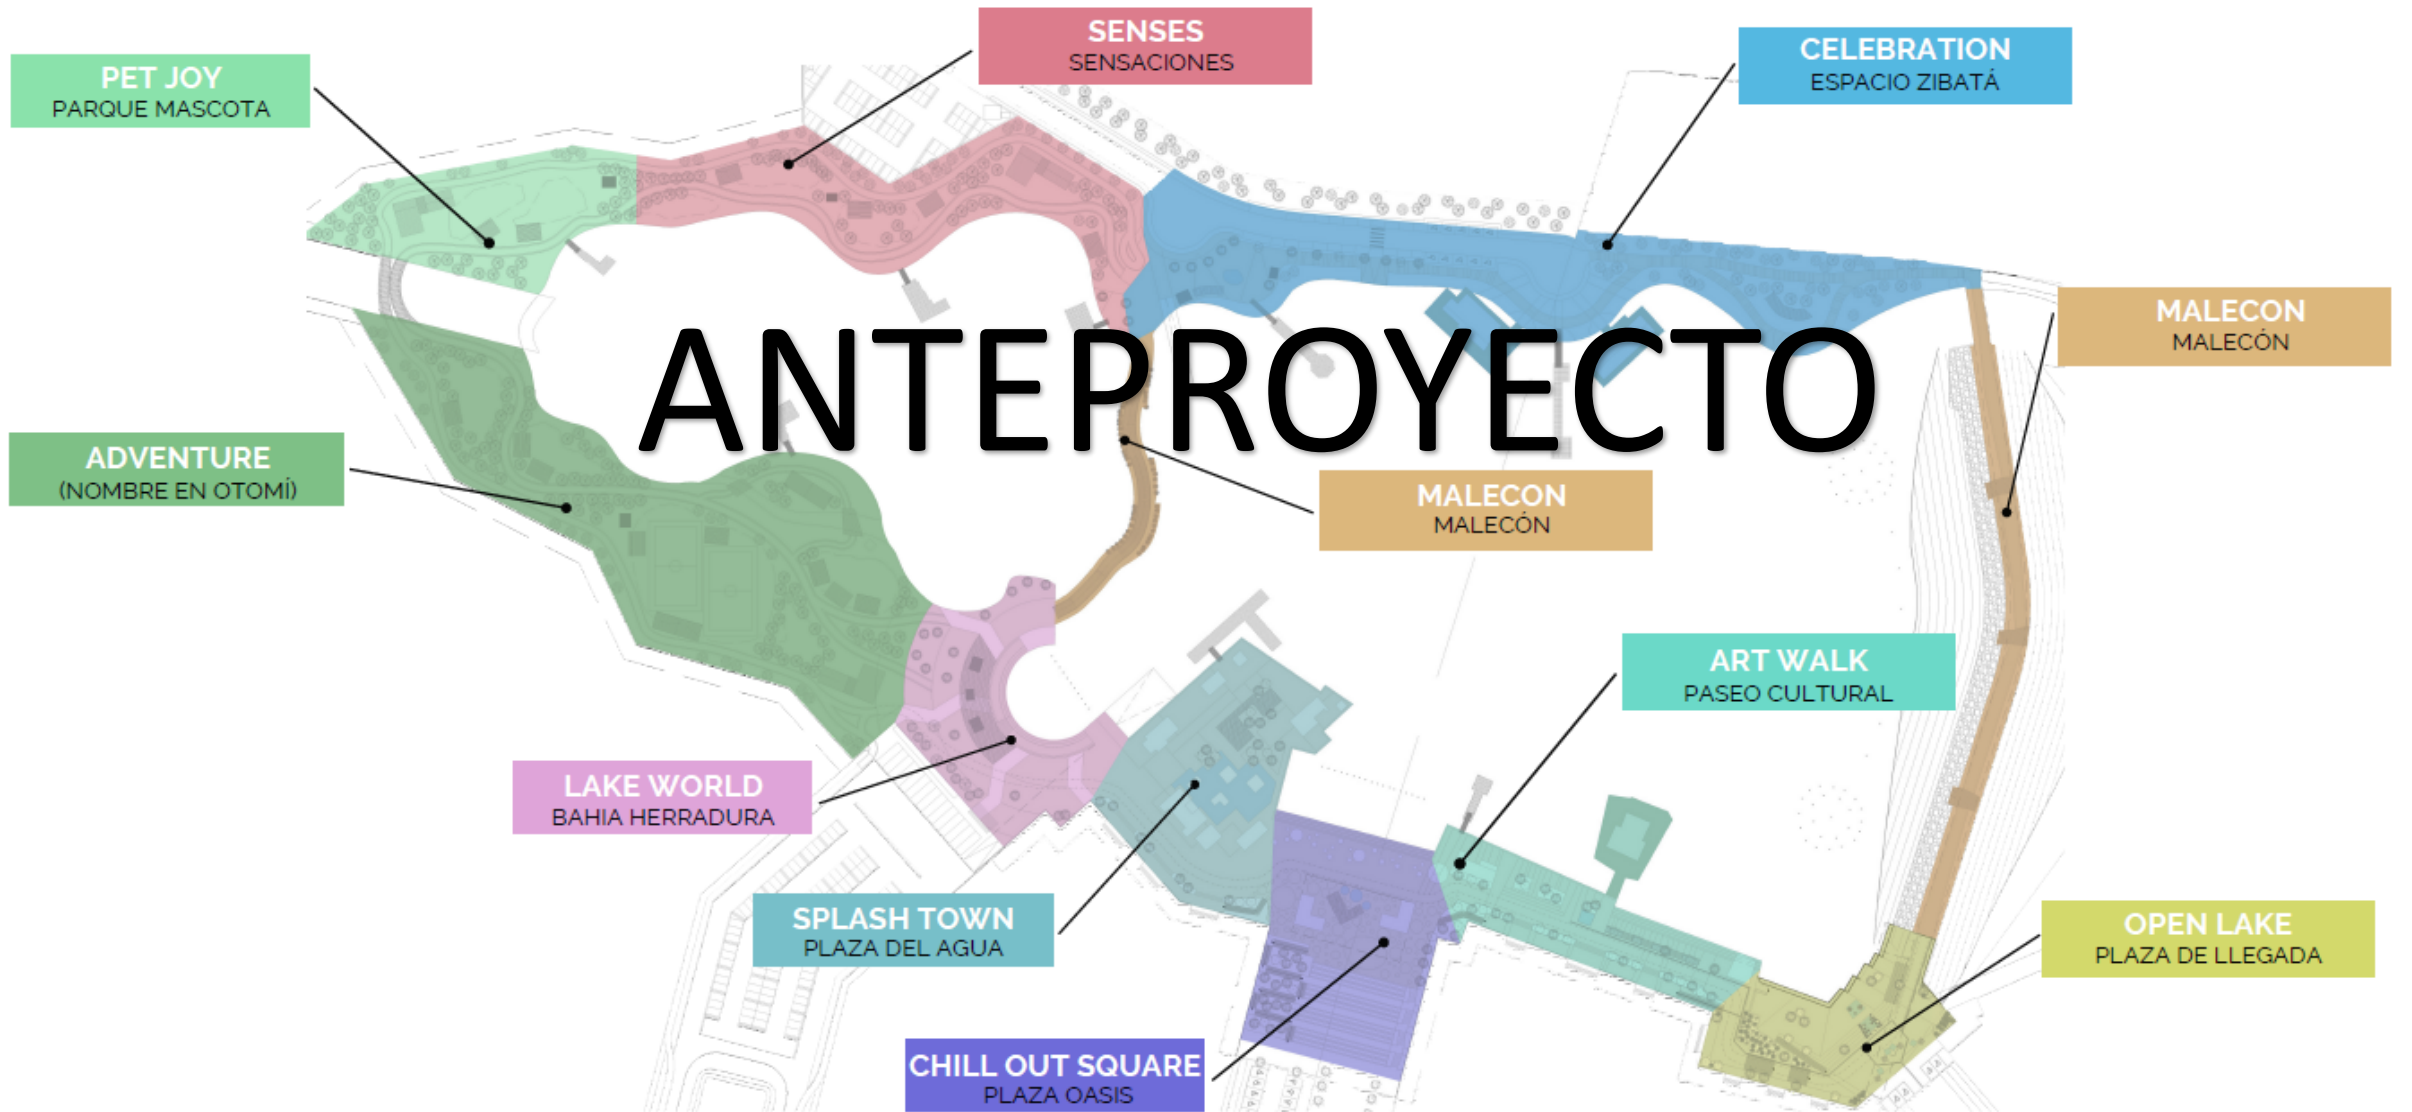 SENSES
SENSACIONES
CELEBRATION
ESPACIO ZIBATÁ
PET JOY
PARQUE MASCOTA
MALECON
MALECÓN
ANTEPROYECTO
ADVENTURE
(NOMBRE EN OTOMÍ)
MALECON
MALECÓN
ART WALK
PASEO CULTURAL
LAKE WORLD
BAHIA HERRADURA
SPLASH TOWN
PLAZA DEL AGUA
OPEN LAKE
PLAZA DE LLEGADA
CHILL OUT SQUARE
PLAZA OASIS